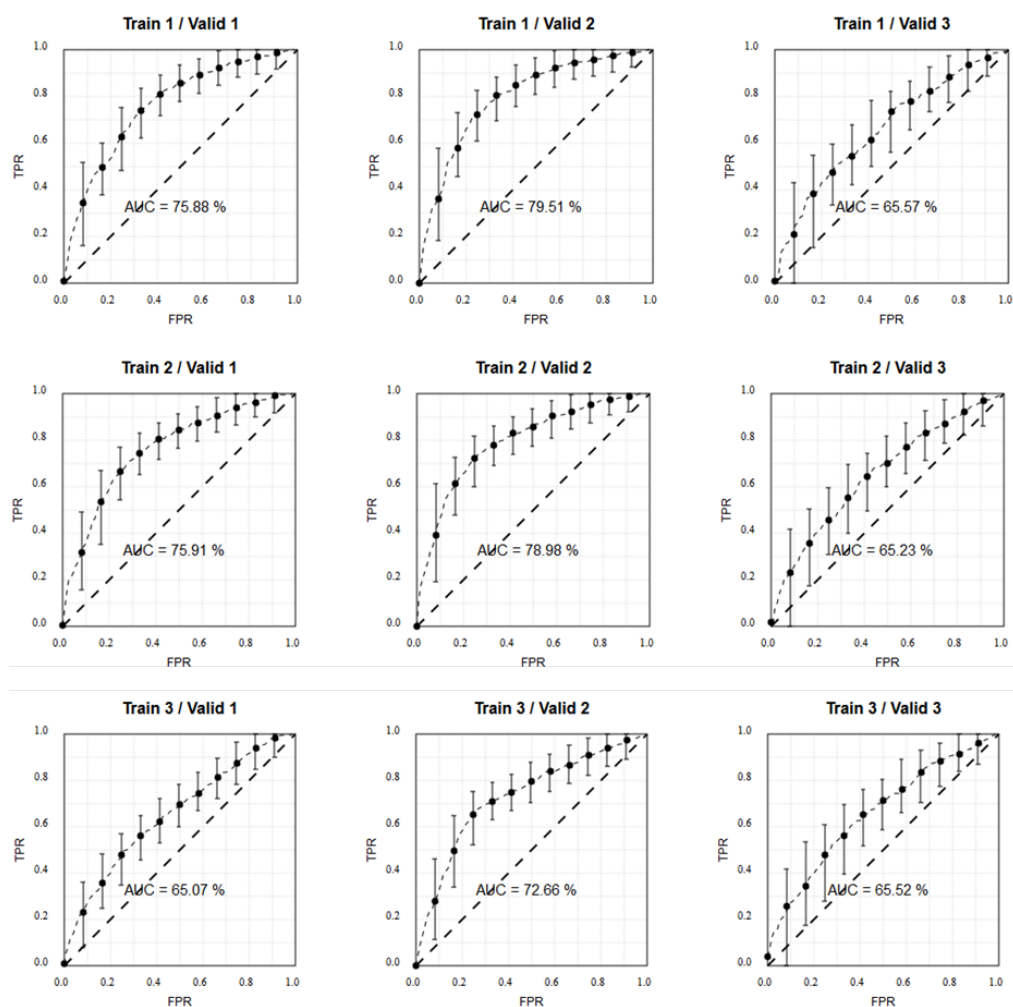 Train 1 / Valid 1
1.0
0.8
0.6
TPR
0.4
AUC = 75.88 %
0.2
0.0
0.0 0.2 0.4 0.6 0.8 1.0
FPR
Train 1 / Valid 2
1.0
0.8
0.6
TPR
0.4
AUC = 79.51 %
0.2
0.0
0.0 0.2 0.4 0.6 0.8 1.0
FPR
Train 1 / Valid 3
1.0
0.8
0.6
TPR
0.4
AUC = 65.57 %
0.2
0.0
0.0 0.2 0.4 0.6 0.8 1.0
FPR
Train 2 / Valid 1
1.0
0.8
0.6
TPR
0.4
AUC = 75.91 %
0.2
0.0
0.0 0.2 0.4 0.6 0.8 1.0
FPR
Train 2 / Valid 2
1.0
0.8
0.6
TPR
0.4
AUC = 78.98 %
0.2
0.0
0.0 0.2 0.4 0.6 0.8 1.0
FPR
Train 2 / Valid 3
1.0
0.8
0.6
TPR
0.4
AUC = 65.23 %
0.2
0.0
0.0 0.2 0.4 0.6 0.8 1.0
FPR
Train 3 / Valid 1
1.0
0.8
0.6
TPR
0.4
AUC = 65.07 %
0.2
0.0
0.0 0.2 0.4 0.6 0.8 1.0
FPR
Train 3 / Valid 2
1.0
0.8
0.6
TPR
0.4
AUC = 72.66 %
0.2
0.0
0.0 0.2 0.4 0.6 0.8 1.0
FPR
Train 3 / Valid 3
1.0
0.8
0.6
TPR
0.4
AUC = 65.52 %
0.2
0.0
0.0 0.2 0.4 0.6 0.8 1.0
FPR